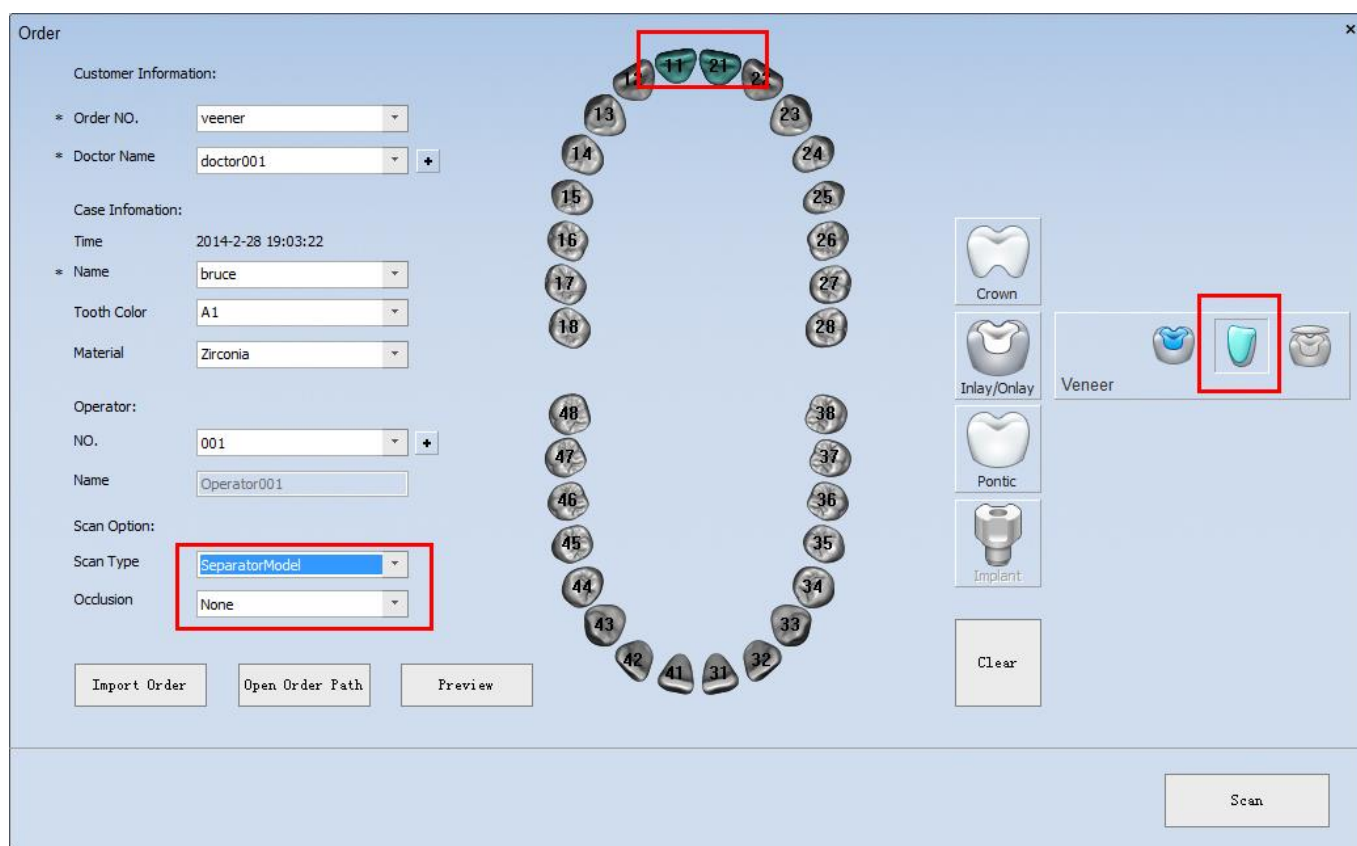 Order
×
Customer Information:
* Order NO. veener
* Doctor Name doctor001 +
Case Infomation:
Time 2014-2-28 19:03:22
* Name bruce
Tooth Color A1
Material Zirconia
Operator:
NO. 001 +
Name Operator001
Scan Option:
Scan Type SeparatorModel
Occlusion None
Import Order Open Order Path Preview
12 11 21 22
13 23
14 24
15 25
16 26
17 27
18 28
48 38
47 37
46 36
45 35
44 34
43 33
42 41 31 32
Crown
Inlay/Onlay
Veneer
Pontic
Implant
Clear
Scan